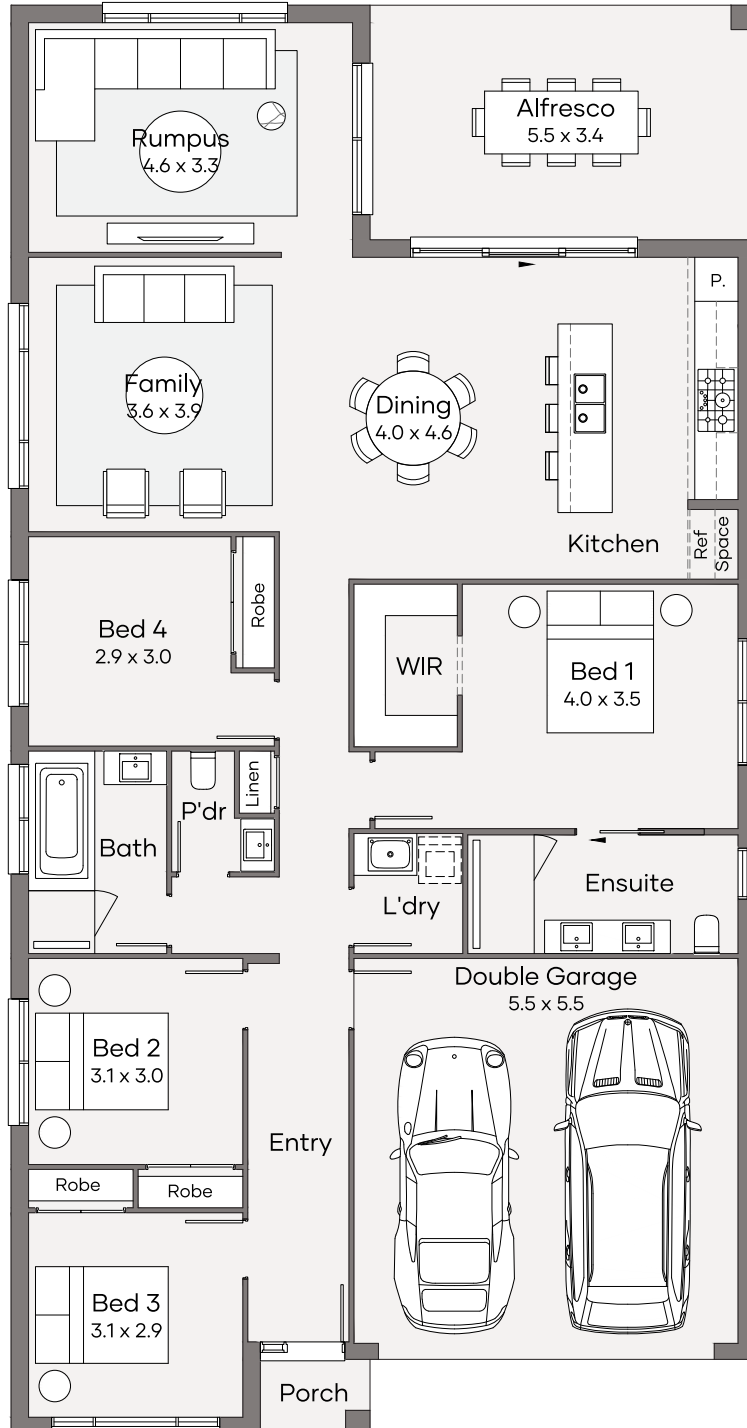 Rumpus
4.6 x 3.3
Alfresco
5.5 x 3.4
P.
Family
3.6 x 3.9
Dining
4.0 x 4.6
Kitchen
Ref
Space
Bed 4
2.9 x 3.0
Robe
WIR
Bed 1
4.0 x 3.5
Bath
P'dr
Linen
L'dry
Ensuite
Double Garage
5.5 x 5.5
Bed 2
3.1 x 3.0
Entry
Robe
Robe
Bed 3
3.1 x 2.9
Porch